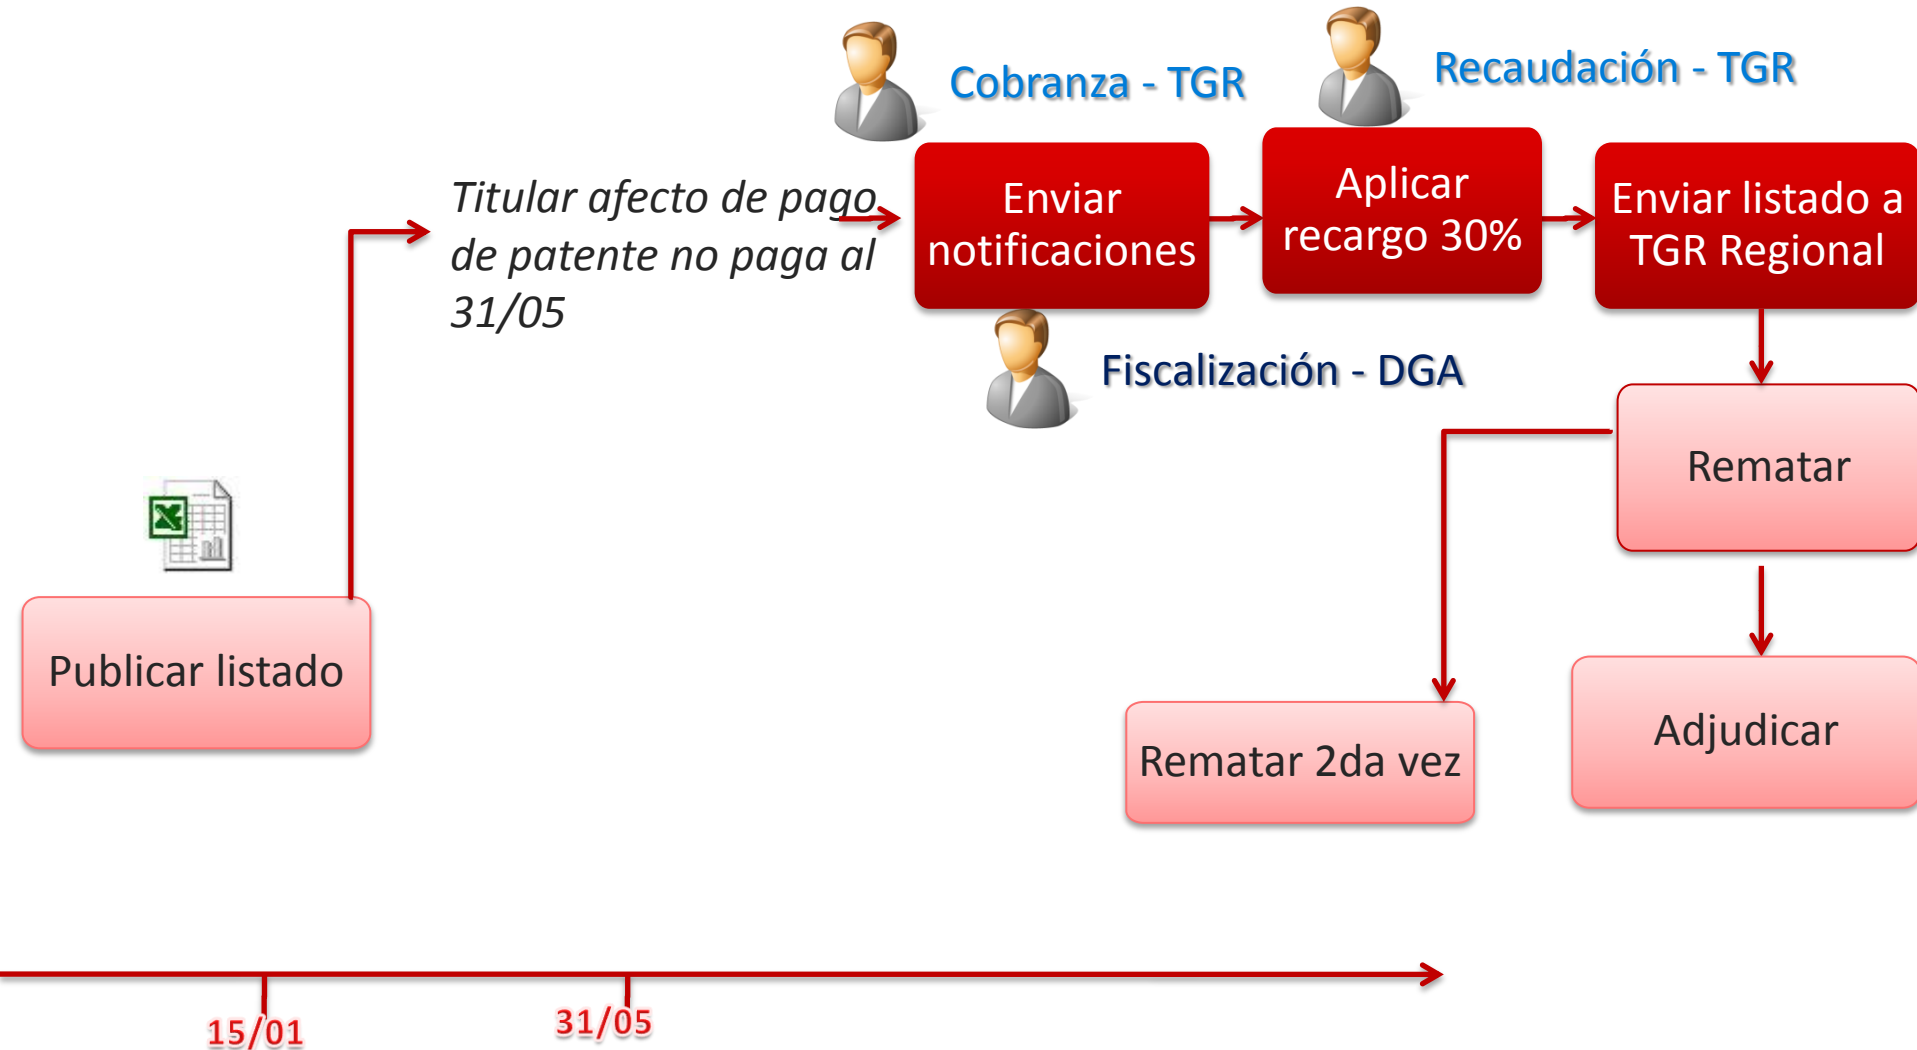 Cobranza - TGR
Recaudación - TGR
Titular afecto de pago
de patente no paga al
31/05
Enviar
notificaciones
Aplicar
recargo 30%
Enviar listado a
TGR Regional
Fiscalización - DGA
Rematar
Publicar listado
Rematar 2da vez
Adjudicar
15/01
31/05